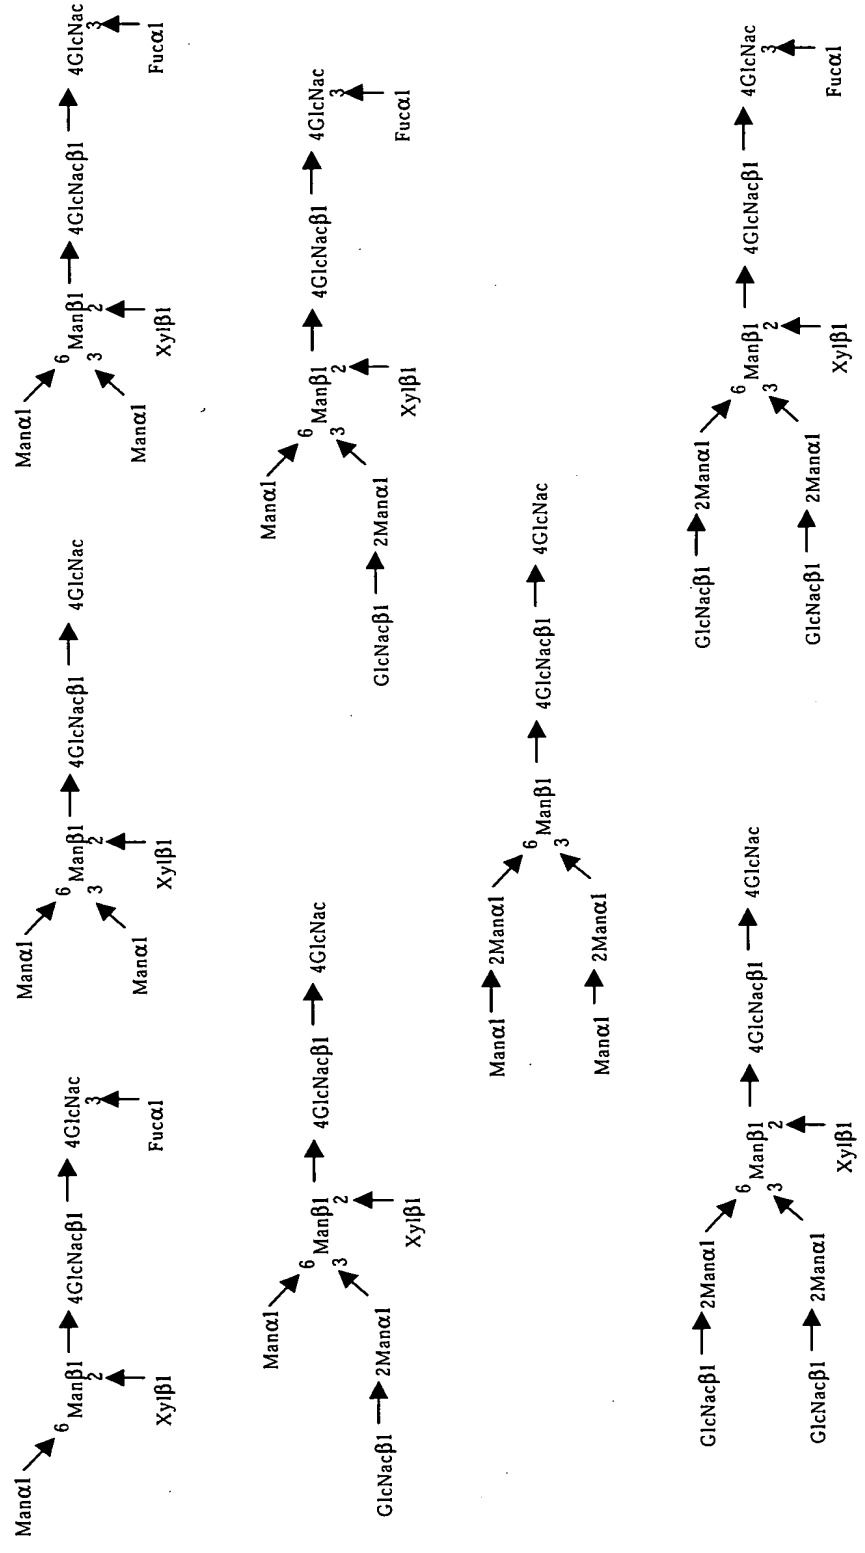 Manα1
6
Manβ1
4GlcNacβ1
4GlcNac
2
3
Xylβ1
Fucα1
Manα1
6
Manβ1
4GlcNacβ1
4GlcNac
3
2
Manα1
Xylβ1
Manα1
6
Manβ1
4GlcNacβ1
4GlcNac
3
2
3
Manα1
Xylβ1
Fucα1
Manα1
6
Manβ1
4GlcNacβ1
4GlcNac
3
2
GlcNacβ1
2Manα1
Xylβ1
Manα1
6
Manβ1
4GlcNacβ1
4GlcNac
3
2
3
GlcNacβ1
2Manα1
Xylβ1
Fucα1
Manα1
2Manα1
6
Manβ1
4GlcNacβ1
4GlcNac
3
Manα1
2Manα1
GlcNacβ1
2Manα1
6
Manβ1
4GlcNacβ1
4GlcNac
3
2
GlcNacβ1
2Manα1
Xylβ1
GlcNacβ1
2Manα1
6
Manβ1
4GlcNacβ1
4GlcNac
3
2
3
GlcNacβ1
2Manα1
Xylβ1
Fucα1